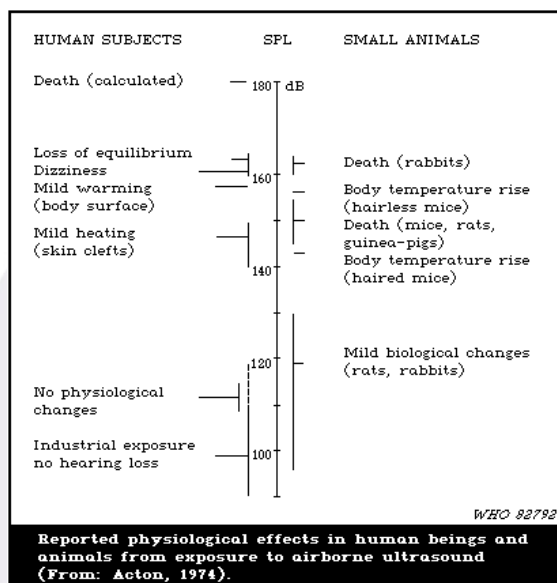 HUMAN SUBJECTS SPL SMALL ANIMALS
Death (calculated) 180 dB
Loss of equilibrium
Dizziness
Death (rabbits)
160
Mild warming
(body surface)
Body temperature rise
(hairless mice)
Mild heating
(skin clefts)
Death (mice, rats,
guinea-pigs)
140
Body temperature rise
(haired mice)
120
Mild biological changes
(rats, rabbits)
No physiological
changes
Industrial exposure
no hearing loss
100
WHO 92792
Reported physiological effects in human beings and
animals from exposure to airborne ultrasound
(From: Acton, 1974).